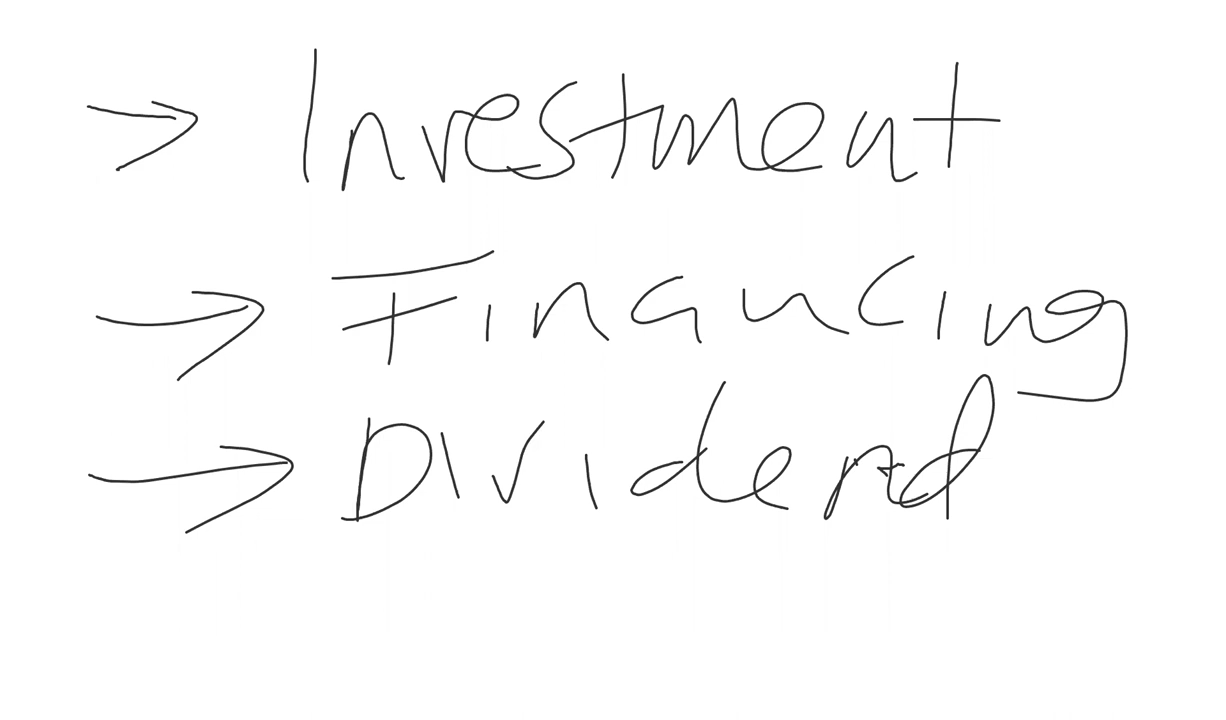 → Investment
→ Financing
→ Dividend